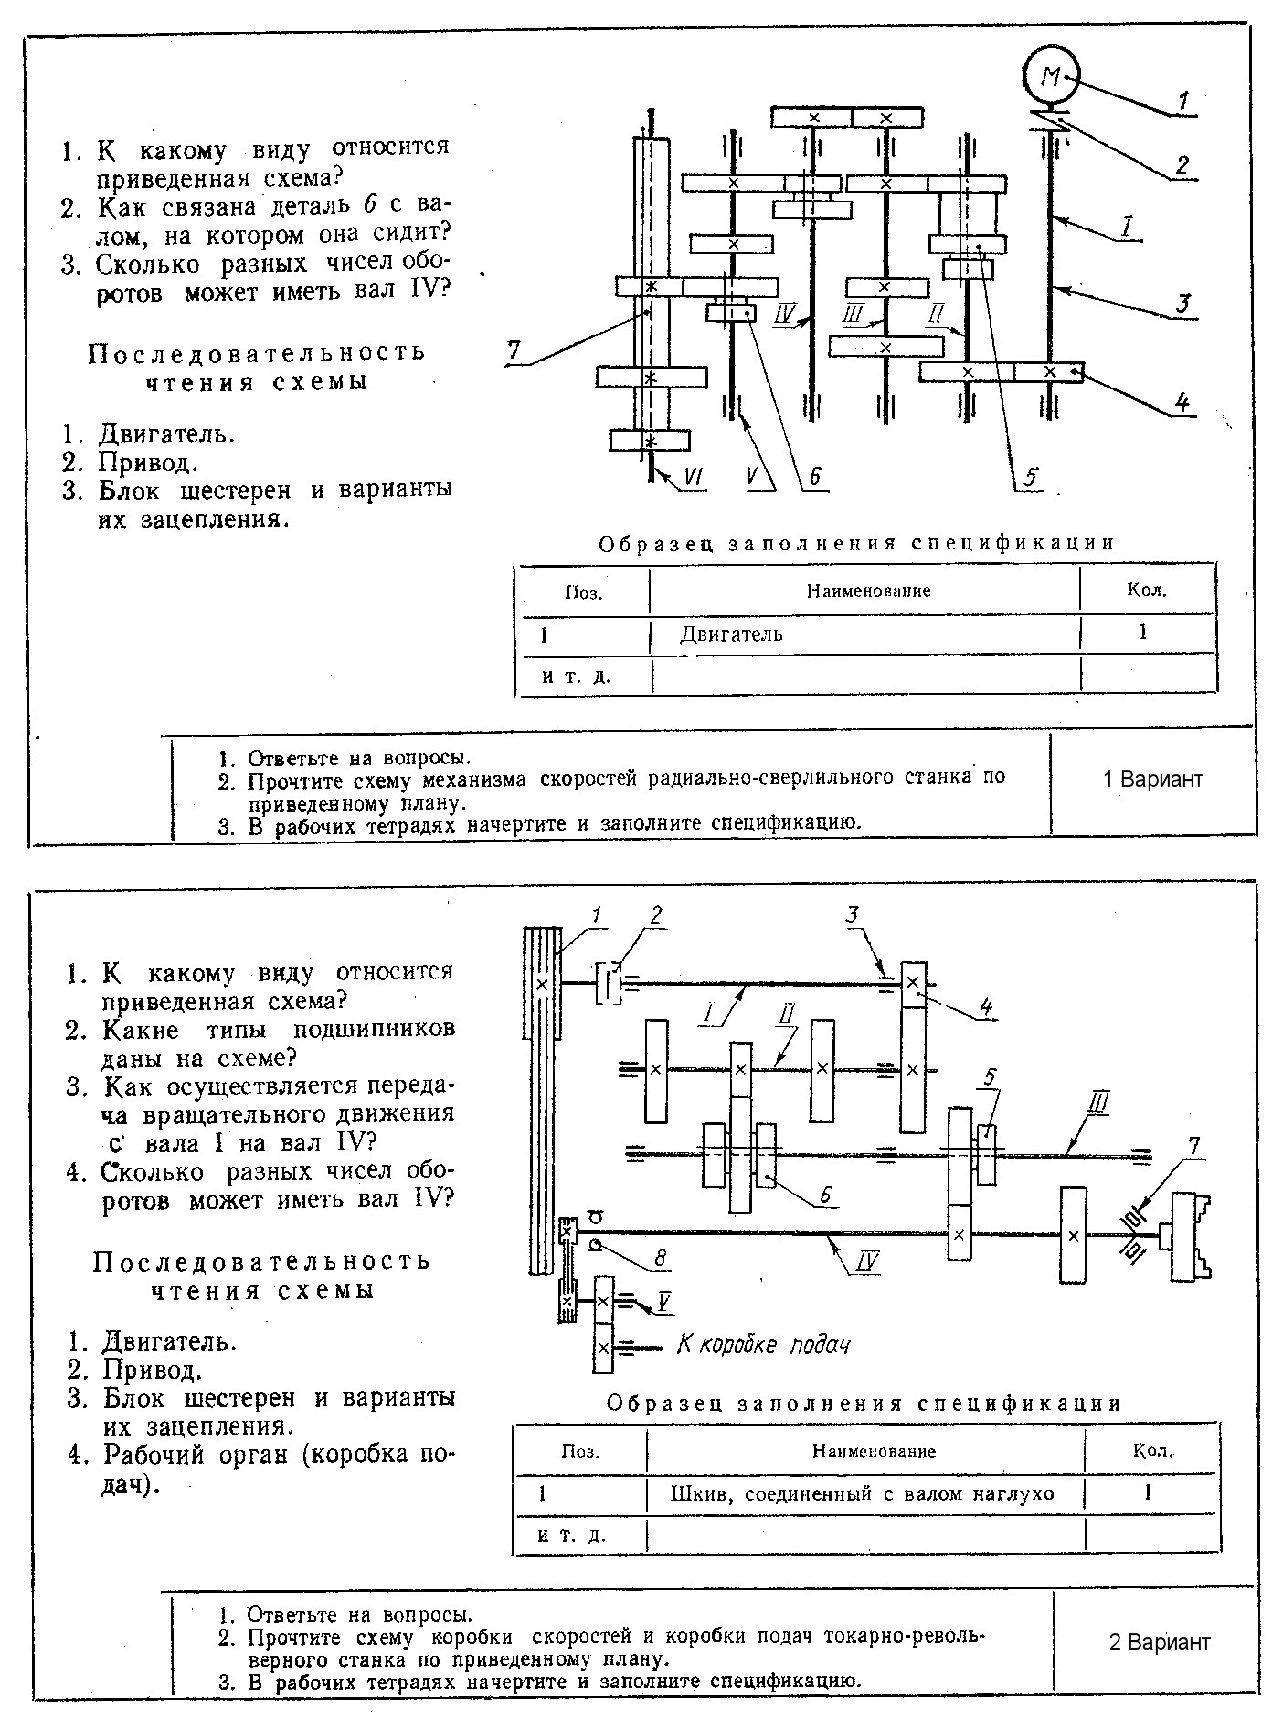 1. К какому виду относится
приведенная схема?
2. Как связана деталь 6 с ва-
лом, на котором она сидит?
3. Сколько разных чисел обо-
ротов может иметь вал IV?
Последовательность
чтения схемы
1. Двигатель.
2. Привод.
3. Блок шестерен и варианты
их зацепления.
М
1
2
I
3
4
IV
III
II
7
VI
V
6
5
Образец заполнения спецификации
Поз.
Наименование
Кол.
1
Двигатель
1
и т. д.
1. Ответьте на вопросы.
2. Прочтите схему механизма скоростей радиально-сверлильного станка по
приведенному плану.
3. В рабочих тетрадях начертите и заполните спецификацию.
1 Вариант
1. К какому виду относится
приведенная схема?
2. Какие типы подшипников
даны на схеме?
3. Как осуществляется переда-
ча вращательного движения
с вала I на вал IV?
4. Сколько разных чисел обо-
ротов может иметь вал IV?
Последовательность
чтения схемы
1. Двигатель.
2. Привод.
3. Блок шестерен и варианты
их зацепления.
4. Рабочий орган (коробка по-
дач).
1
2
3
I
II
4
5
III
6
7
8
IV
V
К коробке подач
Образец заполнения спецификации
Поз.
Наименование
Кол.
1
Шкив, соединенный с валом наглухо
1
и т. д.
1. Ответьте на вопросы.
2. Прочтите схему коробки скоростей и коробки подач токарно-револь-
верного станка по приведенному плану.
3. В рабочих тетрадях начертите и заполните спецификацию.
2 Вариант